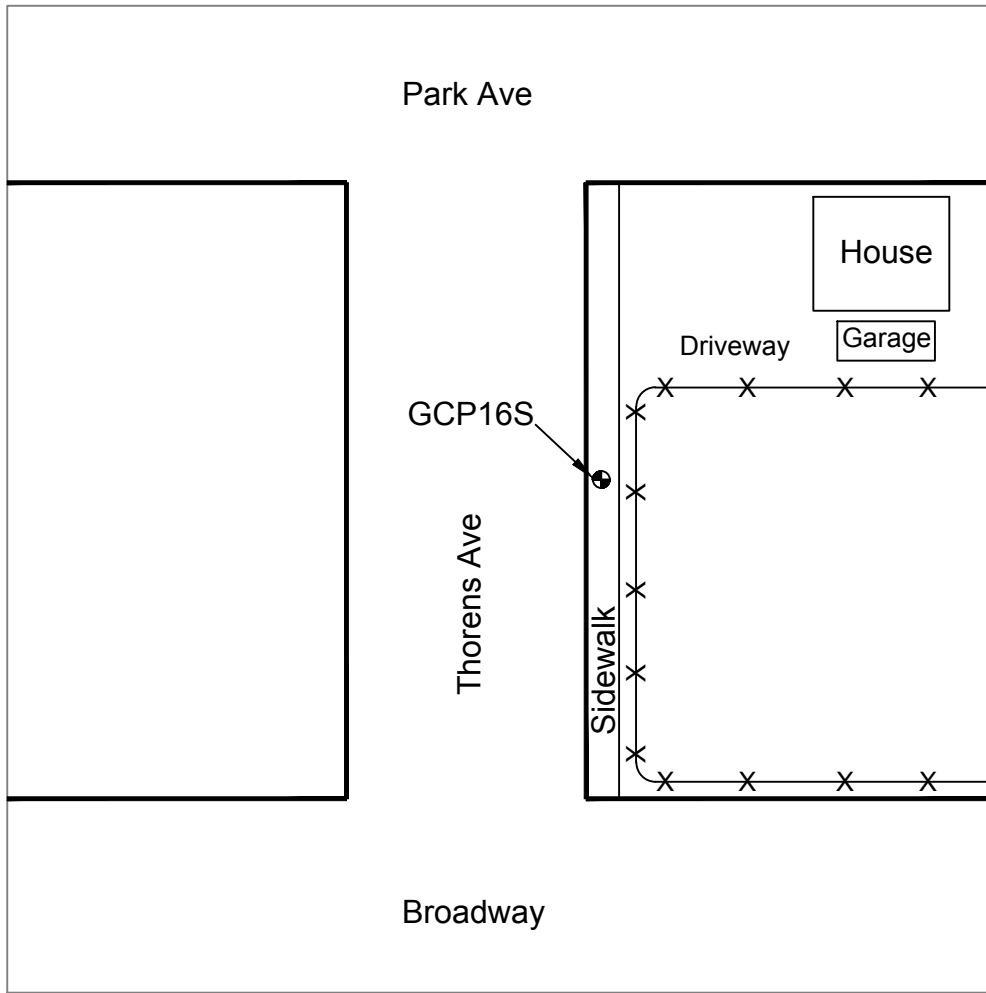 Park Ave
House
Garage
Driveway
GCP16S
Thorens Ave
Sidewalk
Broadway